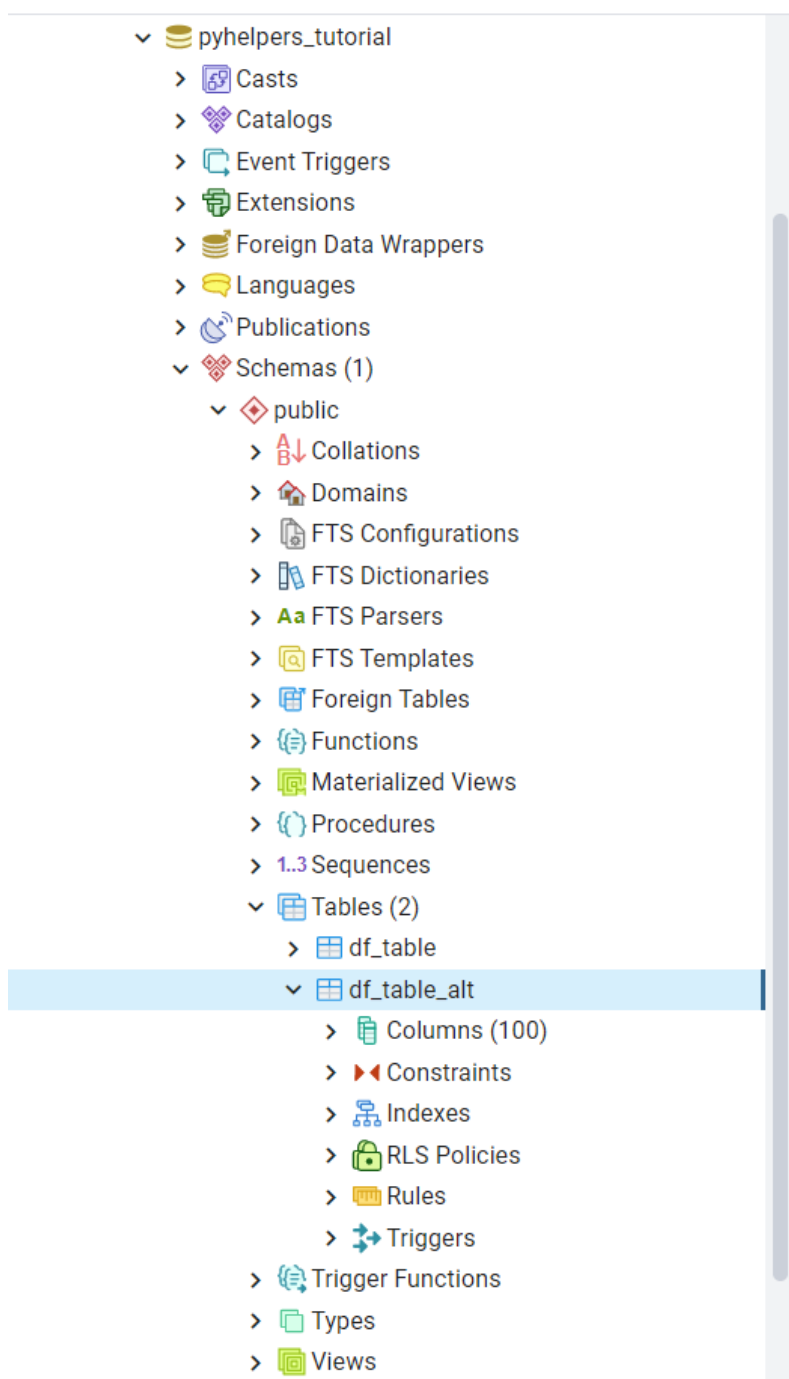 pyhelpers_tutorial
Casts
Catalogs
Event Triggers
Extensions
Foreign Data Wrappers
Languages
Publications
Schemas (1)
public
Collations
Domains
FTS Configurations
FTS Dictionaries
Aa FTS Parsers
FTS Templates
Foreign Tables
Functions
Materialized Views
Procedures
1..3 Sequences
Tables (2)
df_table
df_table_alt
Columns (100)
Constraints
Indexes
RLS Policies
Rules
Triggers
Trigger Functions
Types
Views